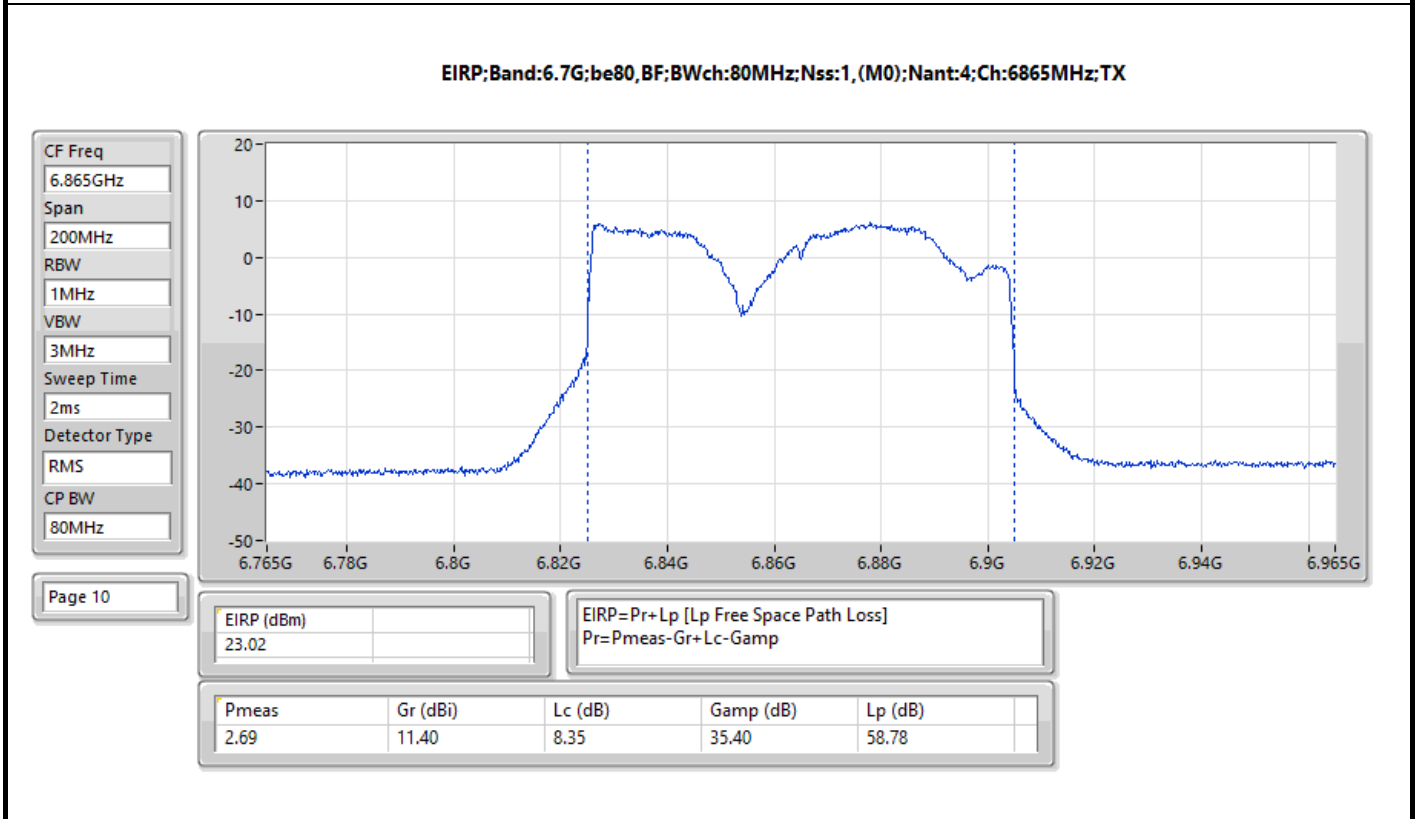 EIRP;Band:6.7G;be80,BF;BWch:80MHz;Nss:1,(M0);Nant:4;Ch:6865MHz;TX
CF Freq
6.865GHz
Span
200MHz
RBW
1MHz
VBW
3MHz
Sweep Time
2ms
Detector Type
RMS
CP BW
80MHz
Page 10
20
10
0
-10
-20
-30
-40
-50
6.765G 6.78G 6.8G 6.82G 6.84G 6.86G 6.88G 6.9G 6.92G 6.94G 6.965G
EIRP (dBm)
23.02
EIRP=Pr+Lp [Lp Free Space Path Loss]
Pr=Pmeas-Gr+Lc-Gamp
Pmeas Gr (dBi) Lc (dB) Gamp (dB) Lp (dB)
2.69 11.40 8.35 35.40 58.78